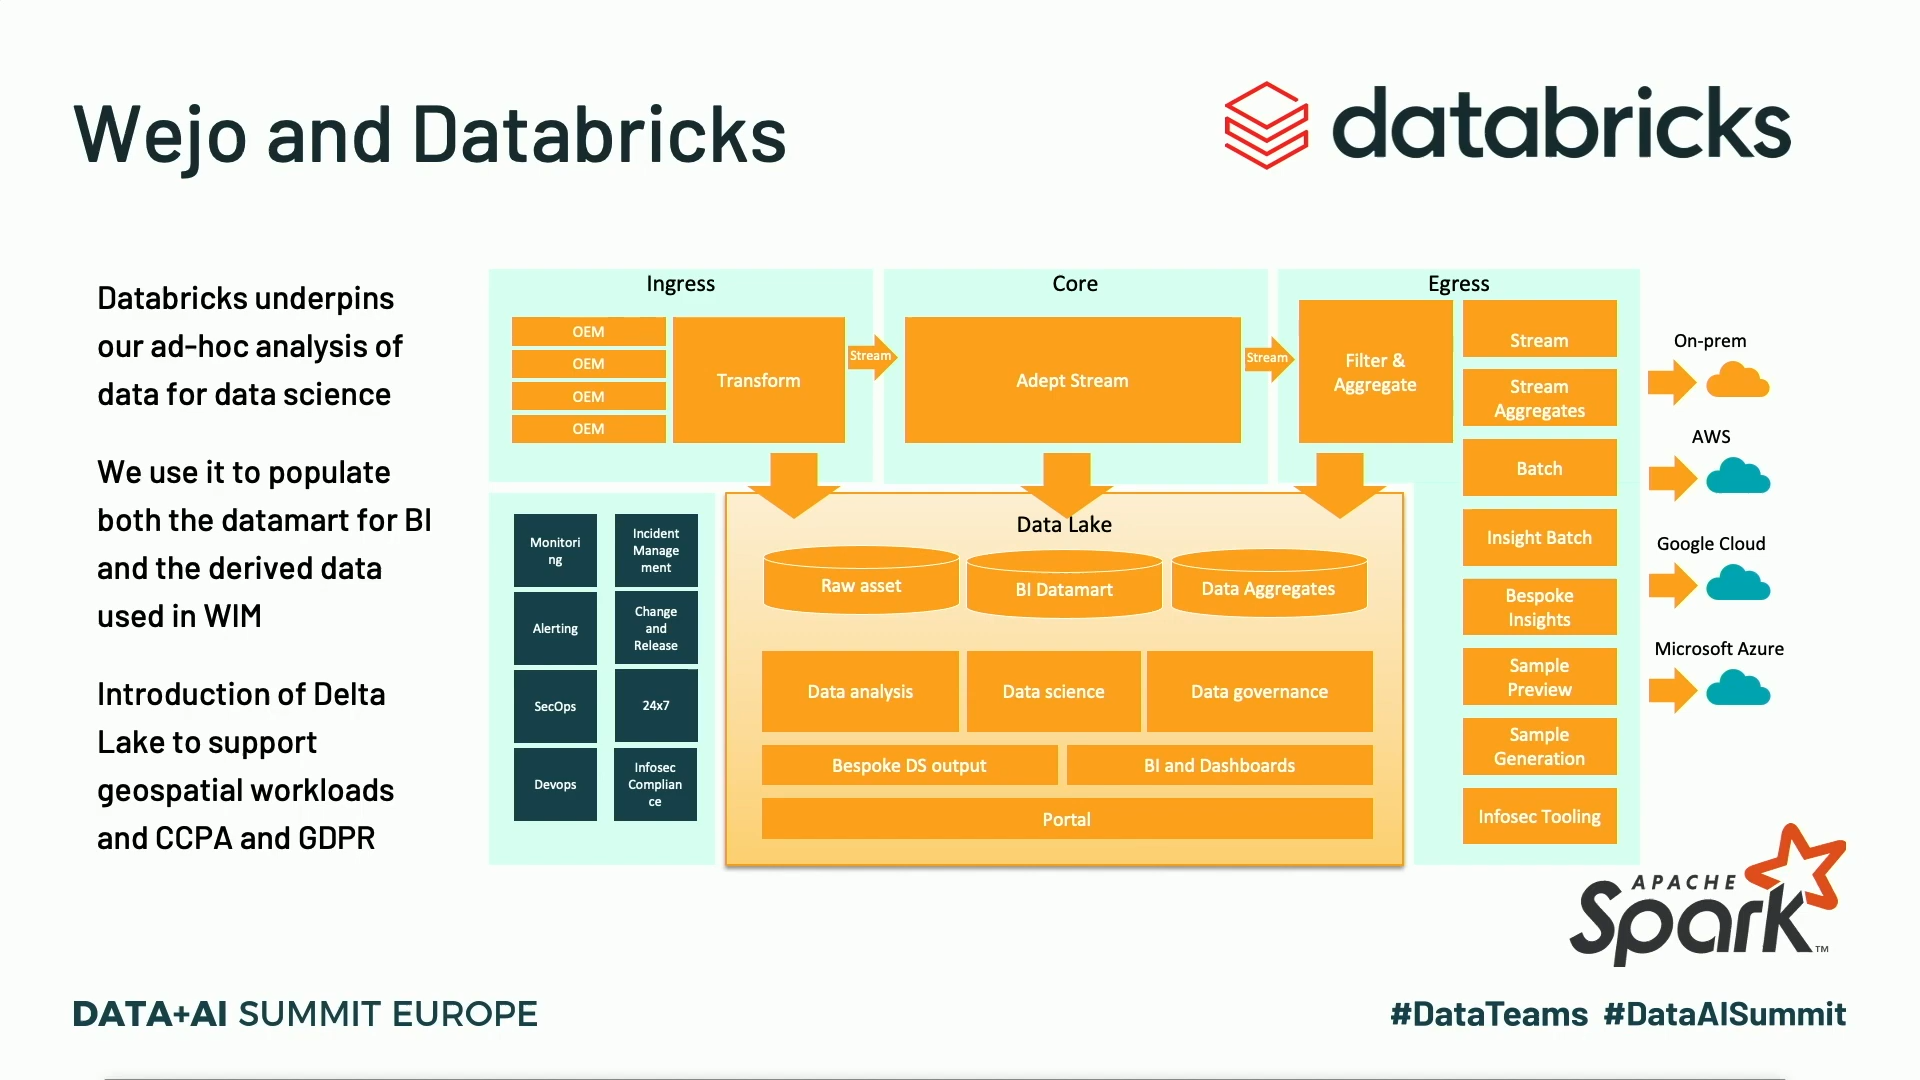 Wejo and Databricks
databricks
Databricks underpins
our ad-hoc analysis of
data for data science
We use it to populate
both the datamart for BI
and the derived data
used in WIM
Introduction of Delta
Lake to support
geospatial workloads
and CCPA and GDPR
Ingress
OEM
OEM
OEM
OEM
Transform
Stream
Core
Adept Stream
Stream
Egress
Filter &
Aggregate
Stream
Stream
Aggregates
Batch
Insight Batch
Bespoke
Insights
Sample
Preview
Sample
Generation
Infosec Tooling
On-prem
AWS
Google Cloud
Microsoft Azure
Monitori
ng
Incident
Manage
ment
Alerting
Change
and
Release
SecOps
24x7
Devops
Infosec
Complian
ce
Data Lake
Raw asset
BI Datamart
Data Aggregates
Data analysis
Data science
Data governance
Bespoke DS output
BI and Dashboards
Portal
APACHE
Spark™
DATA+AI SUMMIT EUROPE
#DataTeams #DataAISummit